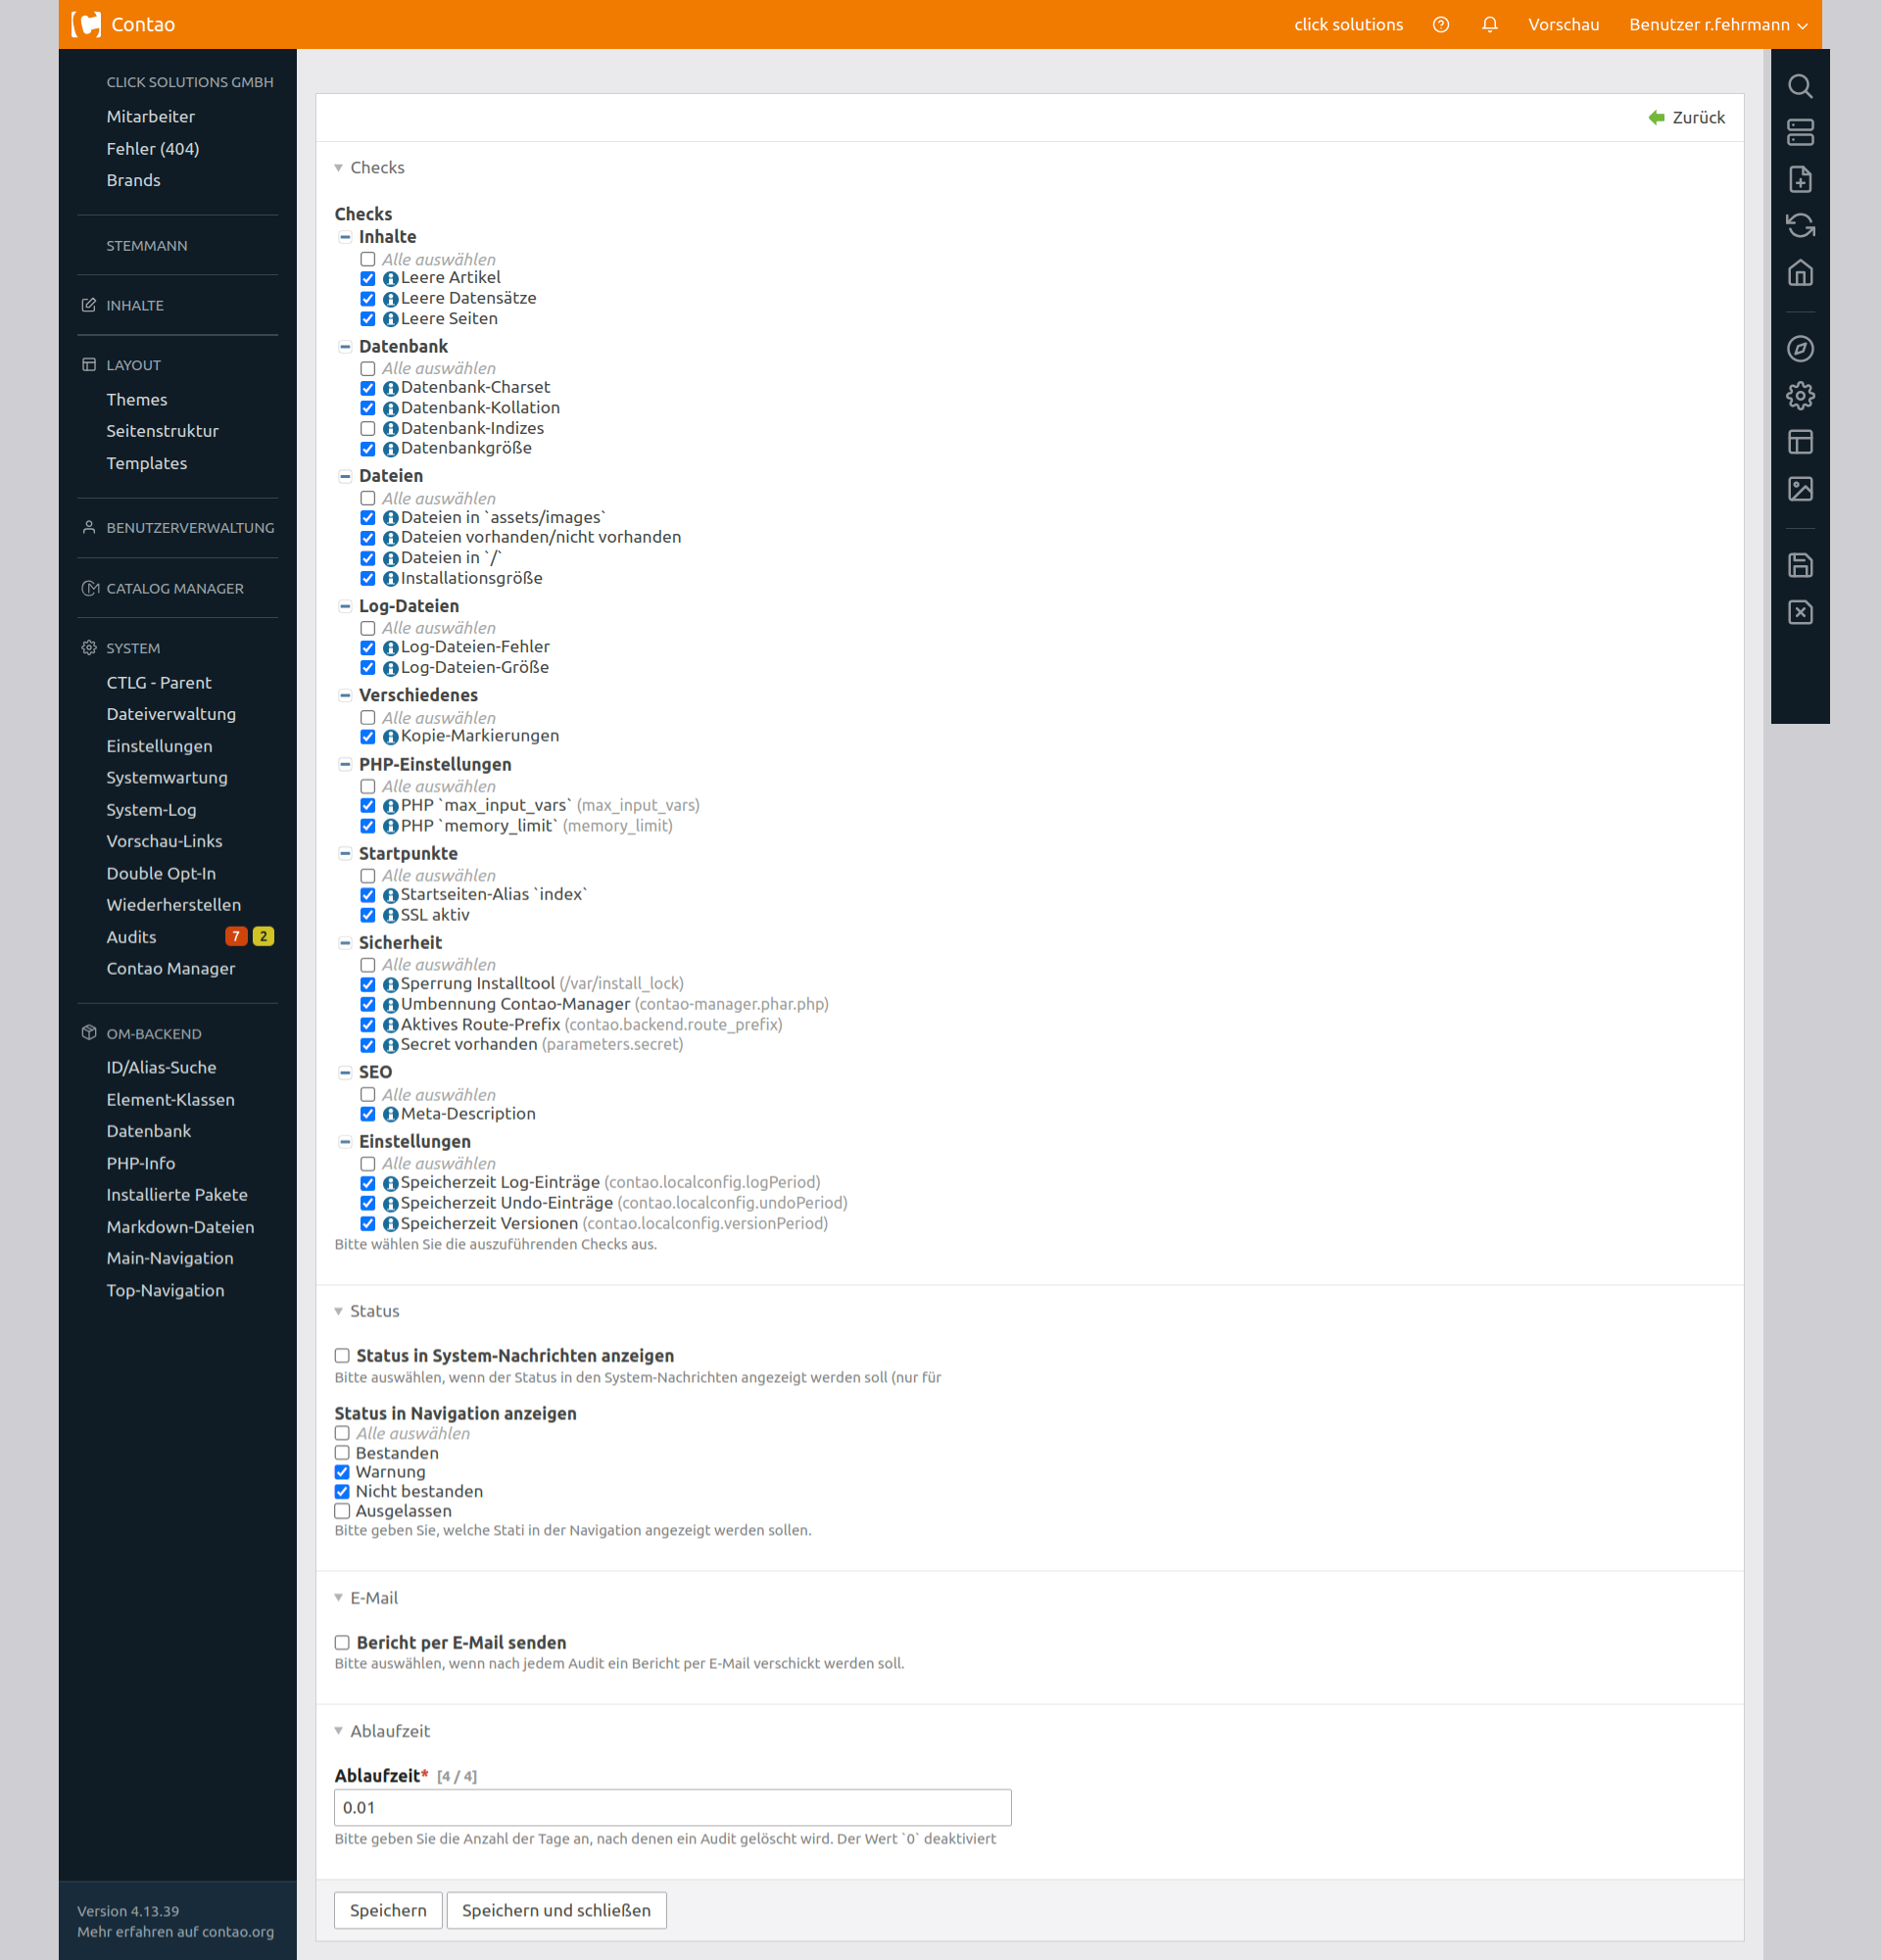 Contao
click solutions
Vorschau
Benutzer r.fehrmann
CLICK SOLUTIONS GMBH
Mitarbeiter
Fehler (404)
Brands
STEMMANN
INHALTE
LAYOUT
Themes
Seitenstruktur
Templates
BENUTZERVERWALTUNG
CATALOG MANAGER
SYSTEM
CTLG - Parent
Dateiverwaltung
Einstellungen
Systemwartung
System-Log
Vorschau-Links
Double Opt-In
Wiederherstellen
Audits 7 2
Contao Manager
OM-BACKEND
ID/Alias-Suche
Element-Klassen
Datenbank
PHP-Info
Installierte Pakete
Markdown-Dateien
Main-Navigation
Top-Navigation
Version 4.13.39
Mehr erfahren auf contao.org
Zurück
Checks
Checks
Inhalte
Alle auswählen
Leere Artikel
Leere Datensätze
Leere Seiten
Datenbank
Alle auswählen
Datenbank-Charset
Datenbank-Kollation
Datenbank-Indizes
Datenbankgröße
Dateien
Alle auswählen
Dateien in `assets/images`
Dateien vorhanden/nicht vorhanden
Dateien in `/`
Installationsgröße
Log-Dateien
Alle auswählen
Log-Dateien-Fehler
Log-Dateien-Größe
Verschiedenes
Alle auswählen
Kopie-Markierungen
PHP-Einstellungen
Alle auswählen
PHP `max_input_vars` (max_input_vars)
PHP `memory_limit` (memory_limit)
Startpunkte
Alle auswählen
Startseiten-Alias `index`
SSL aktiv
Sicherheit
Alle auswählen
Sperrung Installtool (/var/install_lock)
Umbennung Contao-Manager (contao-manager.phar.php)
Aktives Route-Prefix (contao.backend.route_prefix)
Secret vorhanden (parameters.secret)
SEO
Alle auswählen
Meta-Description
Einstellungen
Alle auswählen
Speicherzeit Log-Einträge (contao.localconfig.logPeriod)
Speicherzeit Undo-Einträge (contao.localconfig.undoPeriod)
Speicherzeit Versionen (contao.localconfig.versionPeriod)
Bitte wählen Sie die auszuführenden Checks aus.
Status
Status in System-Nachrichten anzeigen
Bitte auswählen, wenn der Status in den System-Nachrichten angezeigt werden soll (nur für
Status in Navigation anzeigen
Alle auswählen
Bestanden
Warnung
Nicht bestanden
Ausgelassen
Bitte geben Sie, welche Stati in der Navigation angezeigt werden sollen.
E-Mail
Bericht per E-Mail senden
Bitte auswählen, wenn nach jedem Audit ein Bericht per E-Mail verschickt werden soll.
Ablaufzeit
Ablaufzeit* [4 / 4]
0.01
Bitte geben Sie die Anzahl der Tage an, nach denen ein Audit gelöscht wird. Der Wert `0` deaktiviert
Speichern
Speichern und schließen